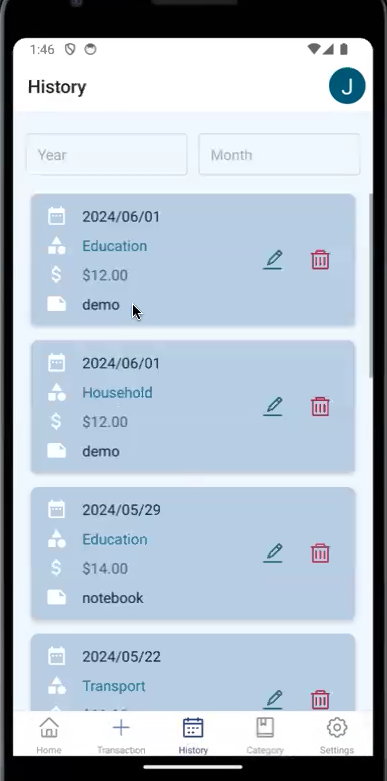 1:46
History
J
Year
Month
2024/06/01
Education
$12.00
demo
2024/06/01
Household
$12.00
demo
2024/05/29
Education
$14.00
notebook
2024/05/22
Transport
Home
Transaction
History
Category
Settings